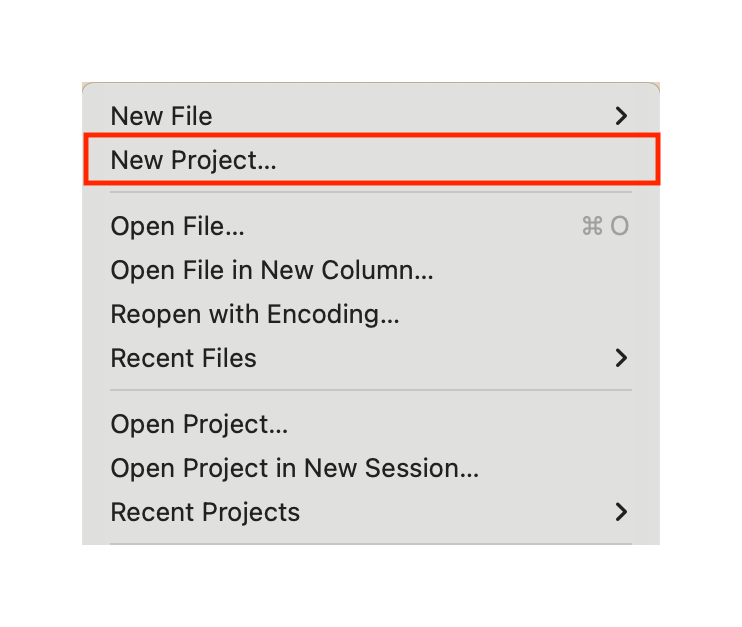 New File
New Project...
Open File... ⌘ O
Open File in New Column...
Reopen with Encoding...
Recent Files
Open Project...
Open Project in New Session...
Recent Projects